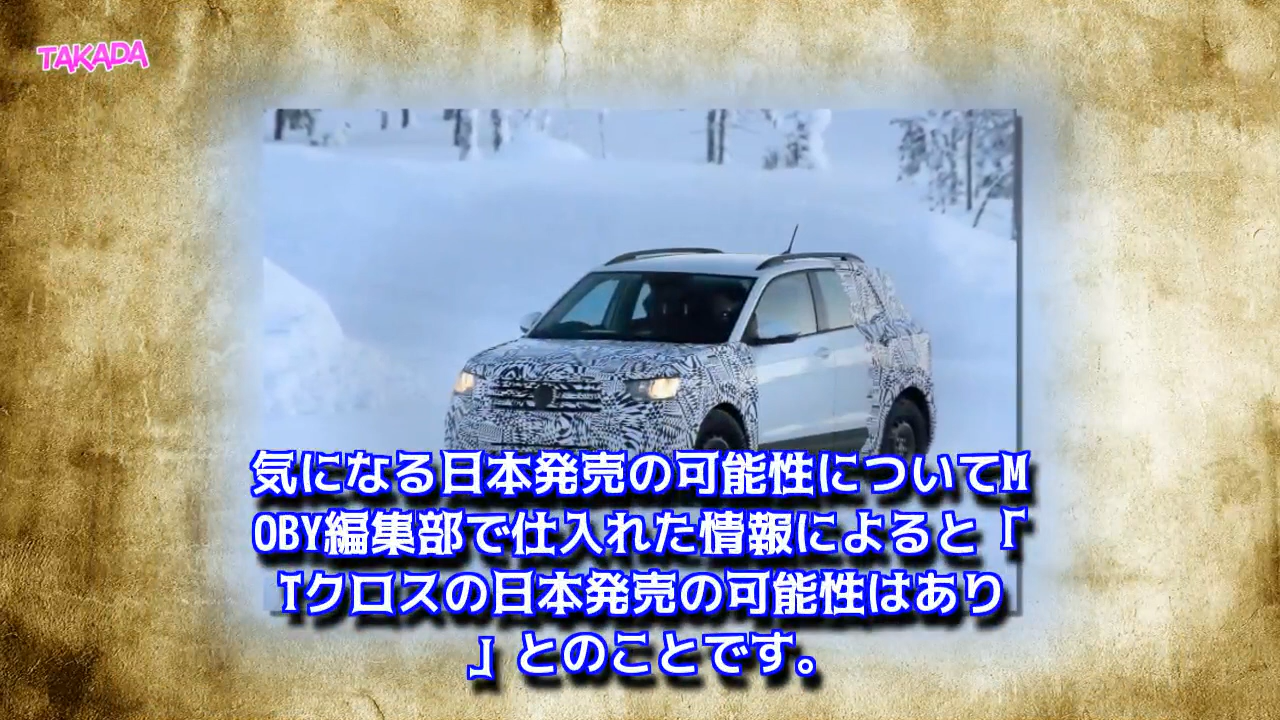 TAKADA
気になる日本発売の可能性についてM
OBY編集部で仕入れた情報によると「
Tクロスの日本発売の可能性はあり
」とのことです。